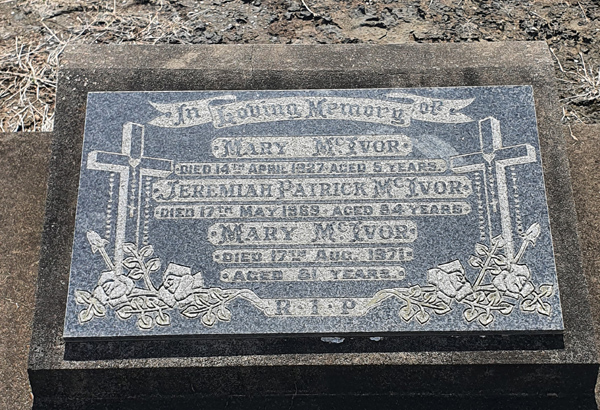 In Loving Memory of
MARY McIVOR
DIED 14TH APRIL 1927 AGED 5 YEARS.
JEREMIAH PATRICK McIVOR
DIED 17TH MAY 1969 · AGED 84 YEARS
MARY McIVOR
DIED 17TH AUG. 1971
AGED 81 YEARS.
R · I · P